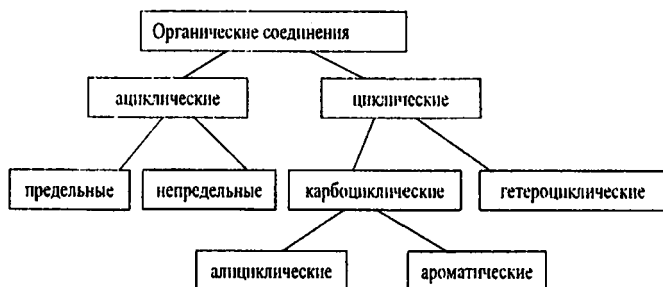 Органические соединения
ациклические
циклические
предельные
непредельные
карбоциклические
гетероциклические
алициклические
ароматические